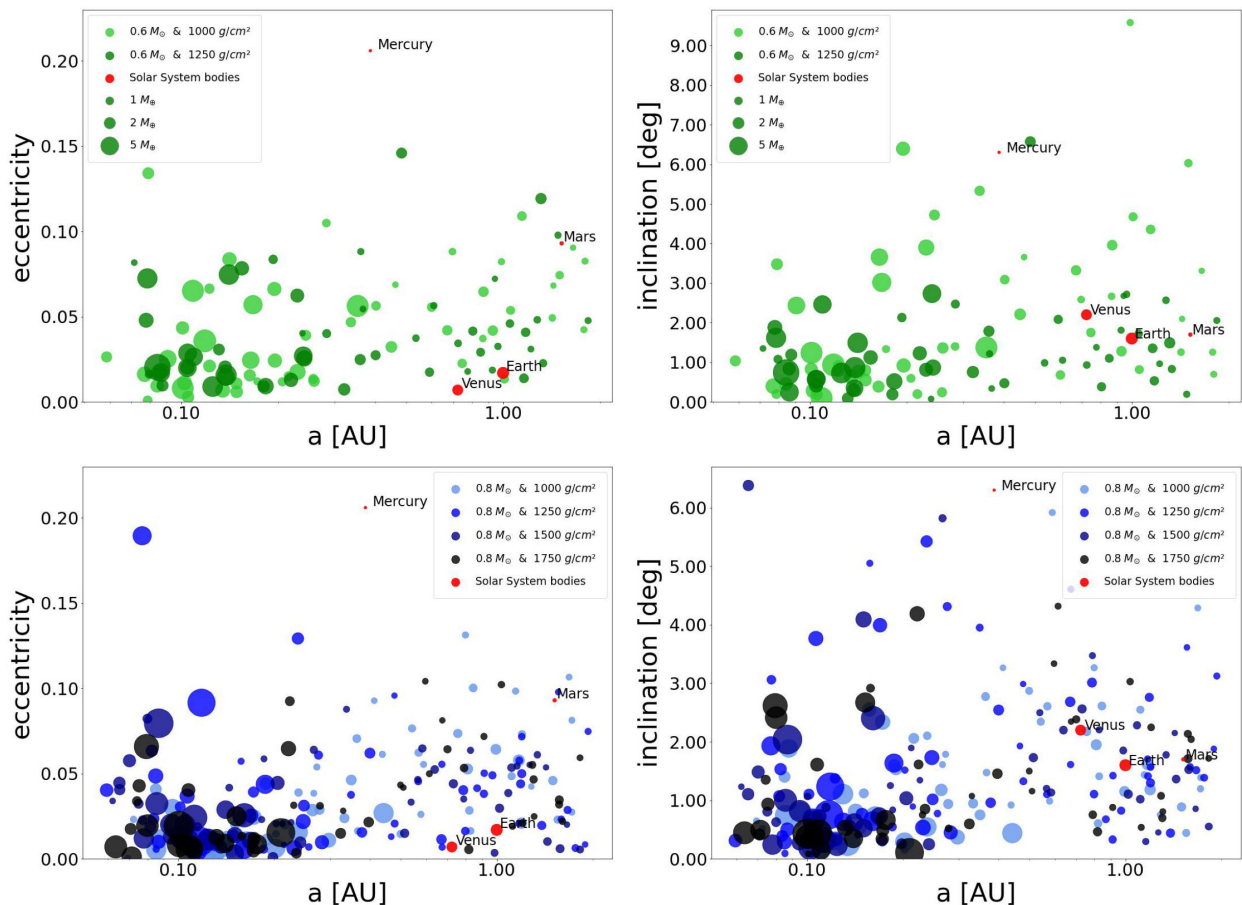 0.6 M⊙ & 1000 g/cm²
0.6 M⊙ & 1250 g/cm²
Solar System bodies
1 M⊕
2 M⊕
5 M⊕
Mercury
Mars
Earth
Venus
0.20
0.15
0.10
0.05
0.00
0.10
1.00
eccentricity
a [AU]
0.6 M⊙ & 1000 g/cm²
0.6 M⊙ & 1250 g/cm²
Solar System bodies
1 M⊕
2 M⊕
5 M⊕
Mercury
Venus
Earth
Mars
9.00
8.00
7.00
6.00
5.00
4.00
3.00
2.00
1.00
0.00
0.10
1.00
inclination [deg]
a [AU]
0.8 M⊙ & 1000 g/cm²
0.8 M⊙ & 1250 g/cm²
0.8 M⊙ & 1500 g/cm²
0.8 M⊙ & 1750 g/cm²
Solar System bodies
Mercury
Mars
Earth
Venus
0.20
0.15
0.10
0.05
0.00
0.10
1.00
eccentricity
a [AU]
0.8 M⊙ & 1000 g/cm²
0.8 M⊙ & 1250 g/cm²
0.8 M⊙ & 1500 g/cm²
0.8 M⊙ & 1750 g/cm²
Solar System bodies
Mercury
Venus
Earth
Mars
6.00
5.00
4.00
3.00
2.00
1.00
0.00
0.10
1.00
inclination [deg]
a [AU]